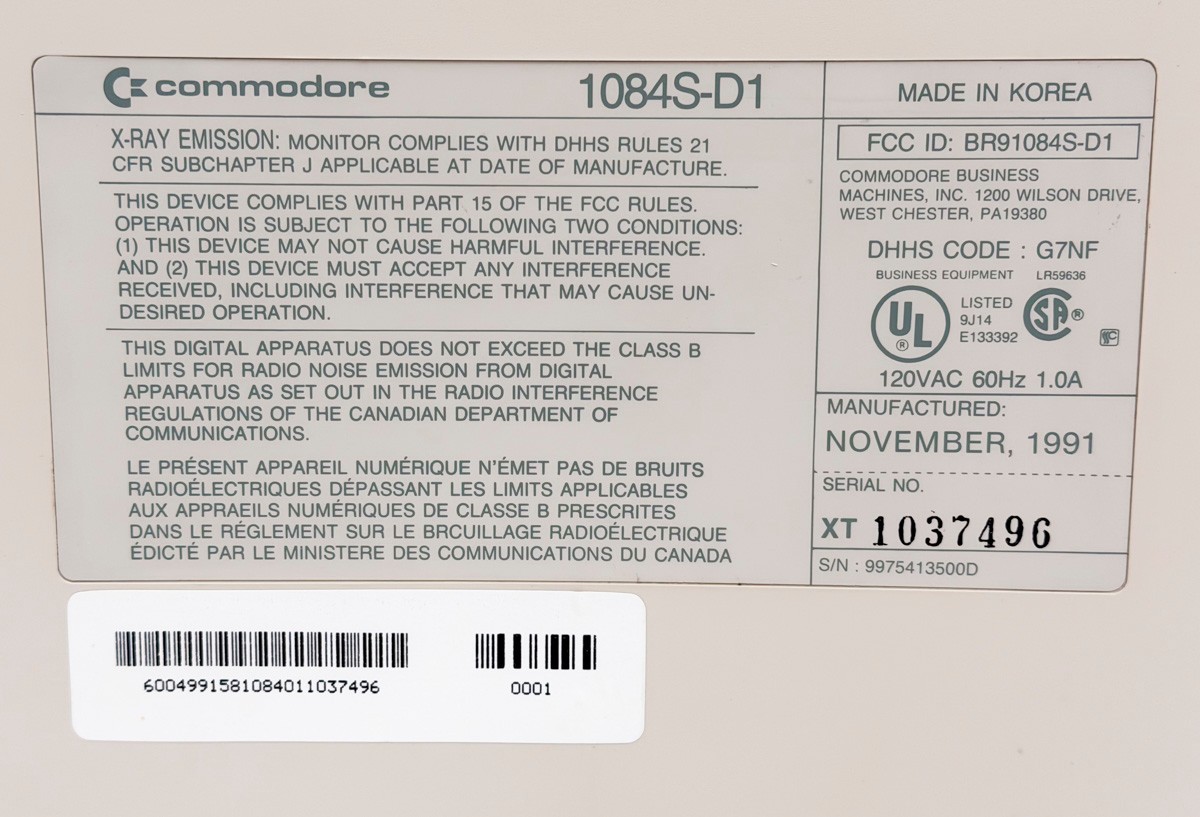 commodore 1084S-D1
X-RAY EMISSION: MONITOR COMPLIES WITH DHHS RULES 21
CFR SUBCHAPTER J APPLICABLE AT DATE OF MANUFACTURE.
THIS DEVICE COMPLIES WITH PART 15 OF THE FCC RULES.
OPERATION IS SUBJECT TO THE FOLLOWING TWO CONDITIONS:
(1) THIS DEVICE MAY NOT CAUSE HARMFUL INTERFERENCE.
AND (2) THIS DEVICE MUST ACCEPT ANY INTERFERENCE
RECEIVED, INCLUDING INTERFERENCE THAT MAY CAUSE UN-
DESIRED OPERATION.
THIS DIGITAL APPARATUS DOES NOT EXCEED THE CLASS B
LIMITS FOR RADIO NOISE EMISSION FROM DIGITAL
APPARATUS AS SET OUT IN THE RADIO INTERFERENCE
REGULATIONS OF THE CANADIAN DEPARTMENT OF
COMMUNICATIONS.
LE PRÉSENT APPAREIL NUMÉRIQUE N'ÉMET PAS DE BRUITS
RADIOÉLECTRIQUES DÉPASSANT LES LIMITS APPLICABLES
AUX APPRAEILS NUMÉRIQUES DE CLASSE B PRESCRITES
DANS LE RÉGLEMENT SUR LE BRCUILLAGE RADIOÉLECTRIQUE
ÉDICTÉ PAR LE MINISTERE DES COMMUNICATIONS DU CANADA
MADE IN KOREA
FCC ID: BR91084S-D1
COMMODORE BUSINESS
MACHINES, INC. 1200 WILSON DRIVE,
WEST CHESTER, PA19380
DHHS CODE : G7NF
BUSINESS EQUIPMENT LR59636
UL ® LISTED SA ®
9J14
E133392
120VAC 60Hz 1.0A
MANUFACTURED:
NOVEMBER, 1991
SERIAL NO.
XT 1037496
S/N : 9975413500D
6004991581084011037496 0001